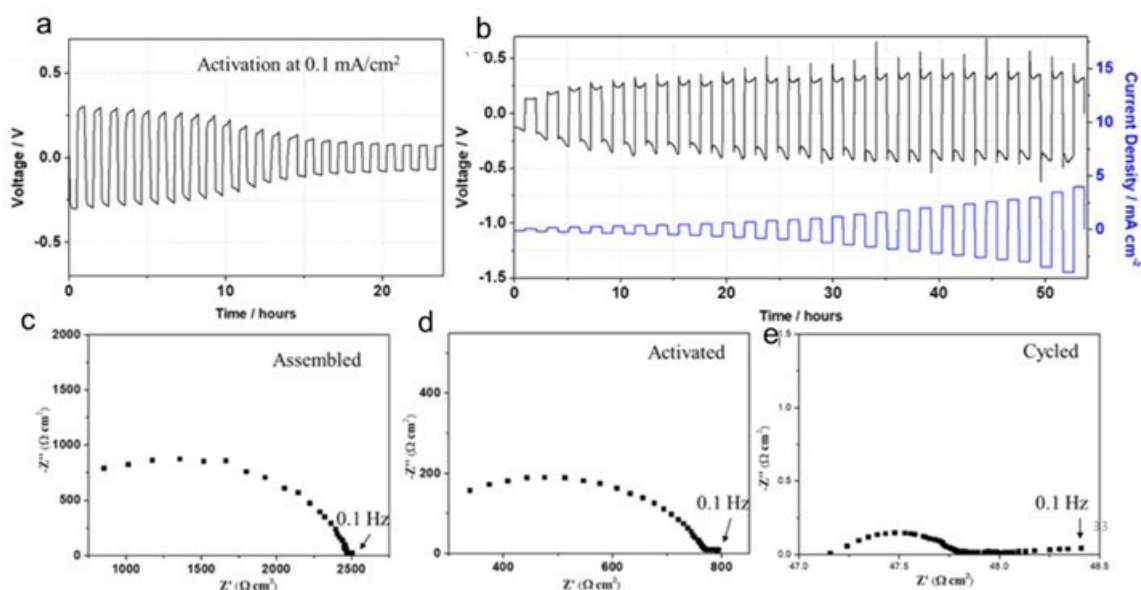 a
Activation at 0.1 mA/cm²
0.5
0.0
-0.5
Voltage / V
0
10
20
Time / hours
b
0.5
0.0
-0.5
-1.0
-1.5
Voltage / V
15
10
5
0
Current Density / mA cm⁻²
0
10
20
30
40
50
Time / hours
c
Assembled
2000
1500
1000
500
0
-Z'' (Ω cm²)
0.1 Hz
1000
1500
2000
2500
Z' (Ω cm²)
d
Activated
400
200
0
-Z'' (Ω cm²)
0.1 Hz
400
600
800
Z' (Ω cm²)
e
Cycled
1.5
1.0
0.5
0.0
-Z'' (Ω cm²)
0.1 Hz
33
47.0
47.5
48.0
48.5
Z' (Ω cm²)